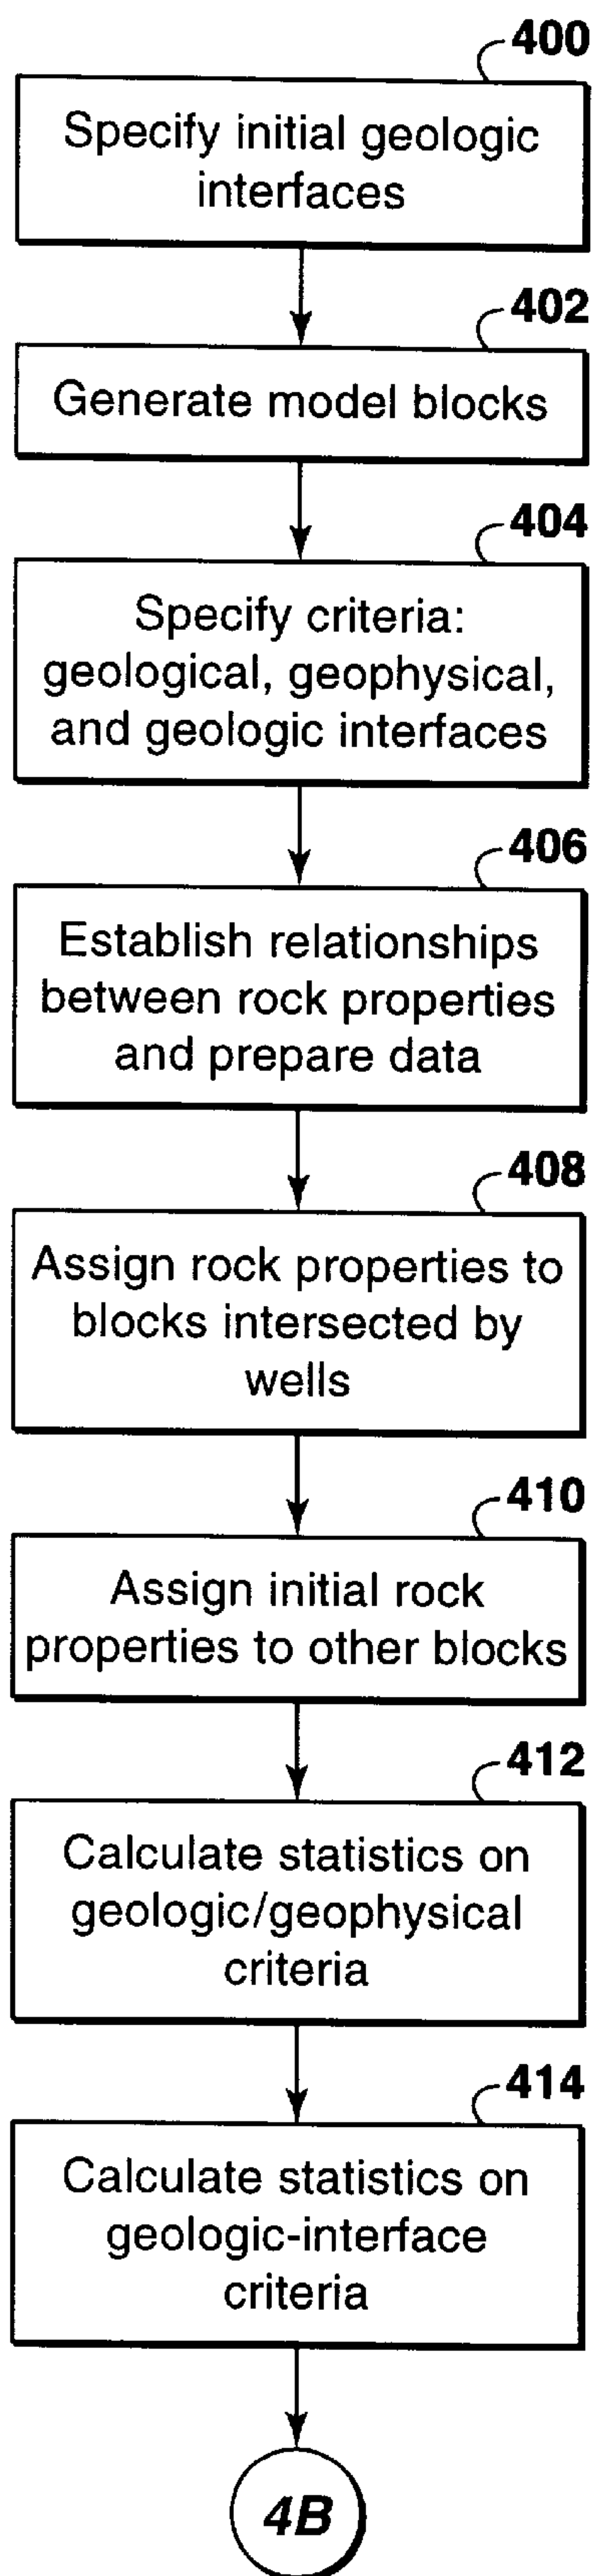 400
Specify initial geologic
interfaces
402
Generate model blocks
404
Specify criteria:
geological, geophysical,
and geologic interfaces
406
Establish relationships
between rock properties
and prepare data
408
Assign rock properties to
blocks intersected by
wells
410
Assign initial rock
properties to other blocks
412
Calculate statistics on
geologic/geophysical
criteria
414
Calculate statistics on
geologic-interface
criteria
4B